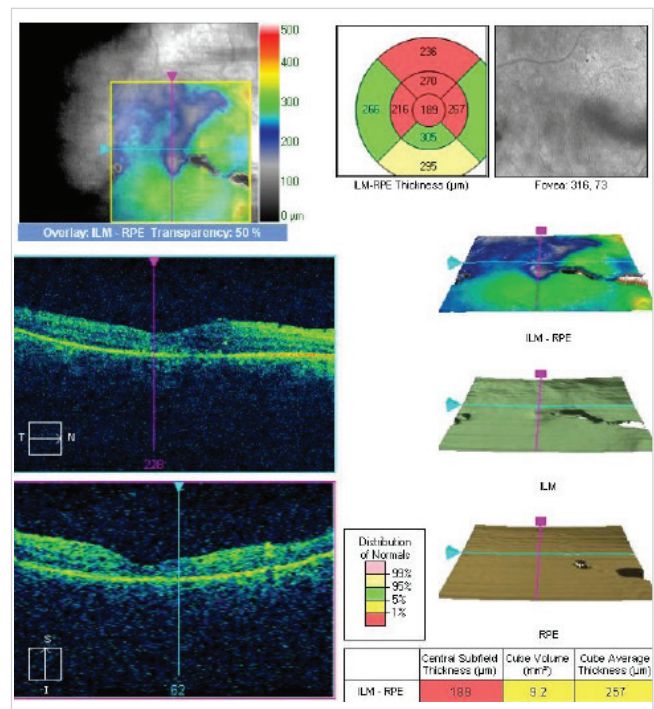 500
400
300
200
100
0 µm
Overlay: ILM - RPE Transparency: 50 %
236
270
266
216
189
257
305
295
ILM-RPE Thickness (µm)
Fovea: 316, 73
ILM - RPE
T
N
228
ILM
S
I
62
Distribution
of Normals
99%
95%
5%
1%
RPE
Central Subfield
Thickness (µm)
Cube Volume
(mm³)
Cube Average
Thickness (µm)
ILM - RPE
189
9.2
257